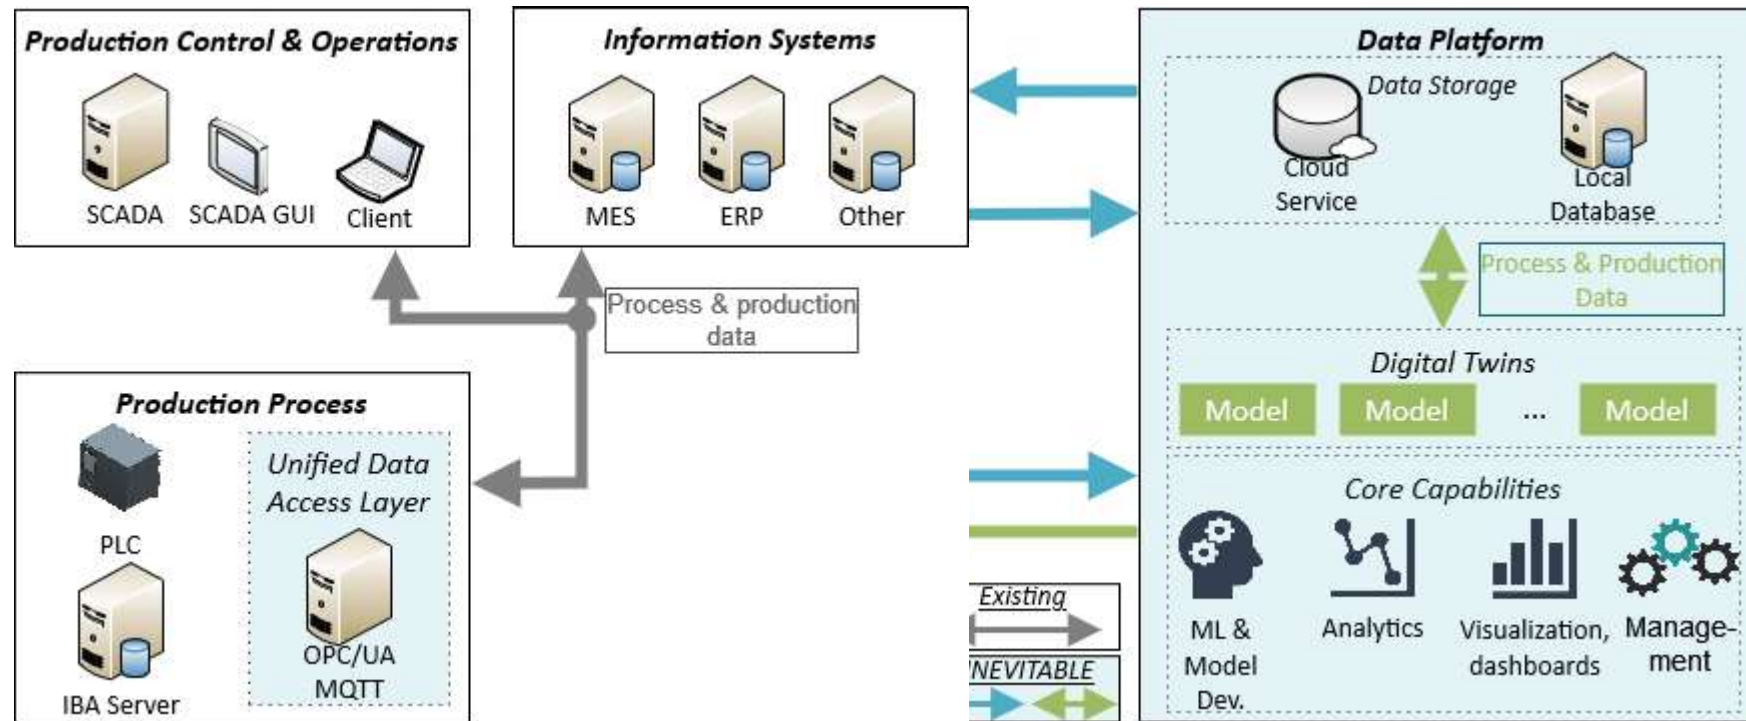 Production Control & Operations
SCADA
SCADA GUI
Client
Information Systems
MES
ERP
Other
Process & production
data
Production Process
PLC
IBA Server
Unified Data
Access Layer
OPC/UA
MQTT
Existing
INEVITABLE
Data Platform
Data Storage
Cloud
Service
Local
Database
Process & Production
Data
Digital Twins
Model
Model
...
Model
Core Capabilities
ML &
Model
Dev.
Analytics
Visualization,
dashboards
Manage-
ment